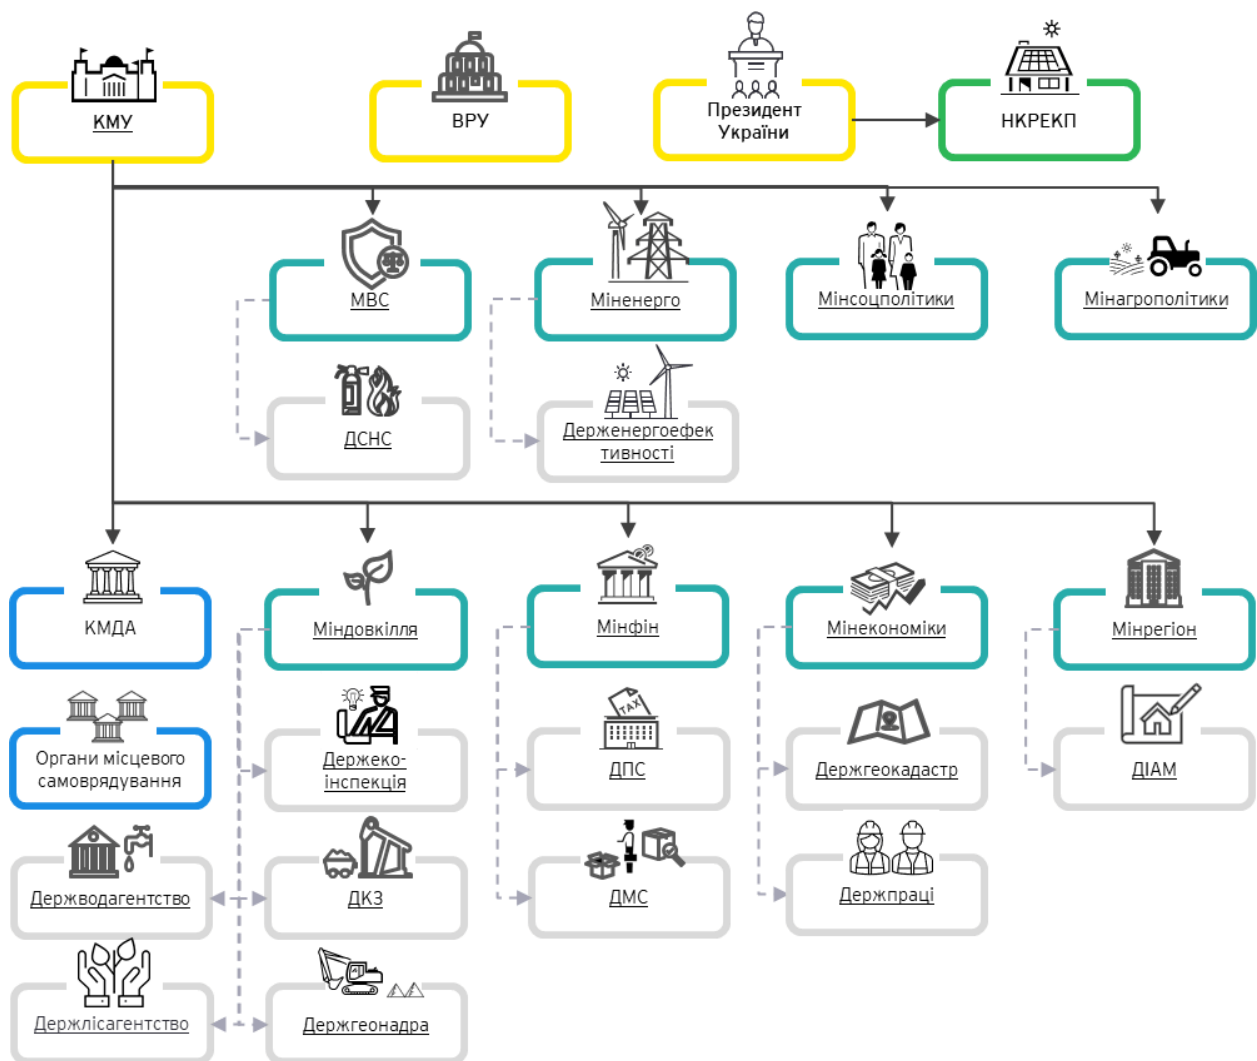 КМУ
ВРУ
Президент
України
НКРЕКП
МВС
Міненерго
Мінсоцполітики
Мінагрополітики
ДСНС
Держенергоефек
тивності
КМДА
Міндовкілля
Мінфін
Мінекономіки
Мінрегіон
Органи місцевого
самоврядування
Держеко-
інспекція
TAX
ДПС
Держгеокадастр
ДІАМ
Держводагентство
ДКЗ
ДМС
Держпраці
Держлісагентство
Держгеонадра